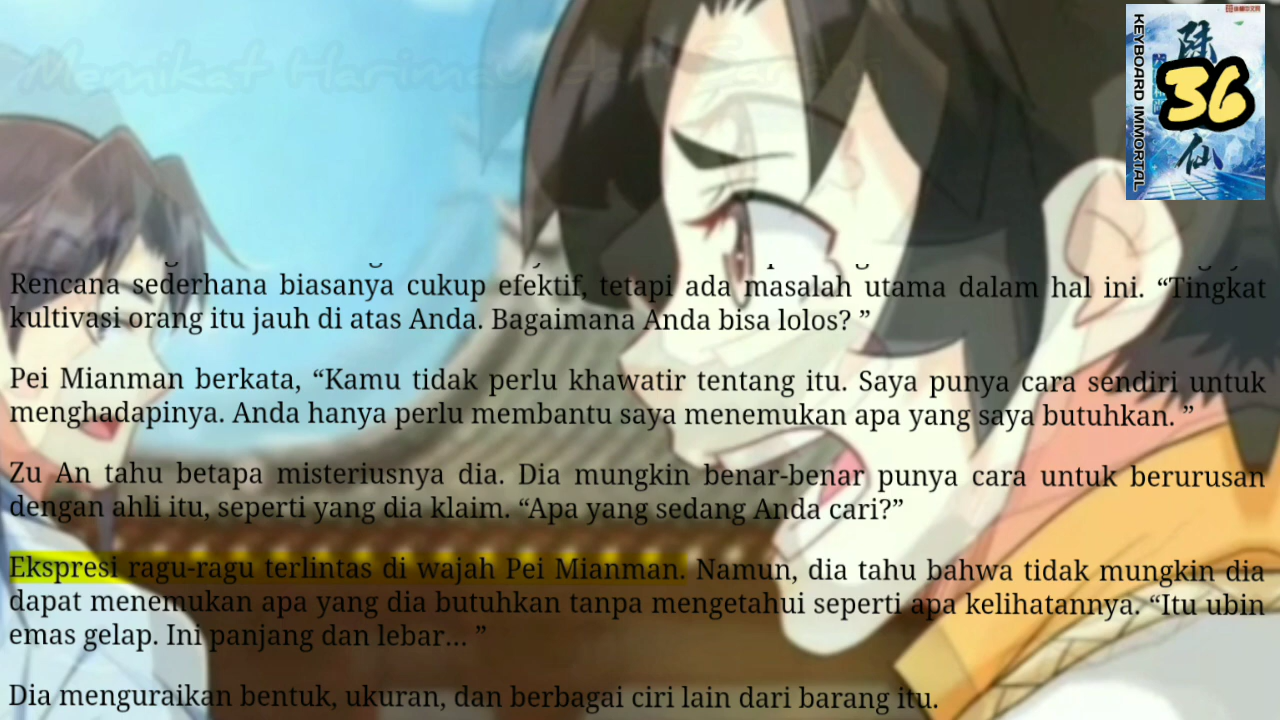 Memikat Harimau Dari Sarang
陆
KEYBOARD IMMORTAL
36
仙
Rencana sederhana biasanya cukup efektif, tetapi ada masalah utama dalam hal ini. “Tingkat
kultivasi orang itu jauh di atas Anda. Bagaimana Anda bisa lolos? ”
Pei Mianman berkata, “Kamu tidak perlu khawatir tentang itu. Saya punya cara sendiri untuk
menghadapinya. Anda hanya perlu membantu saya menemukan apa yang saya butuhkan. ”
Zu An tahu betapa misteriusnya dia. Dia mungkin benar-benar punya cara untuk berurusan
dengan ahli itu, seperti yang dia klaim. “Apa yang sedang Anda cari?”
Ekspresi ragu-ragu terlintas di wajah Pei Mianman. Namun, dia tahu bahwa tidak mungkin dia
dapat menemukan apa yang dia butuhkan tanpa mengetahui seperti apa kelihatannya. “Itu ubin
emas gelap. Ini panjang dan lebar… ”
Dia menguraikan bentuk, ukuran, dan berbagai ciri lain dari barang itu.